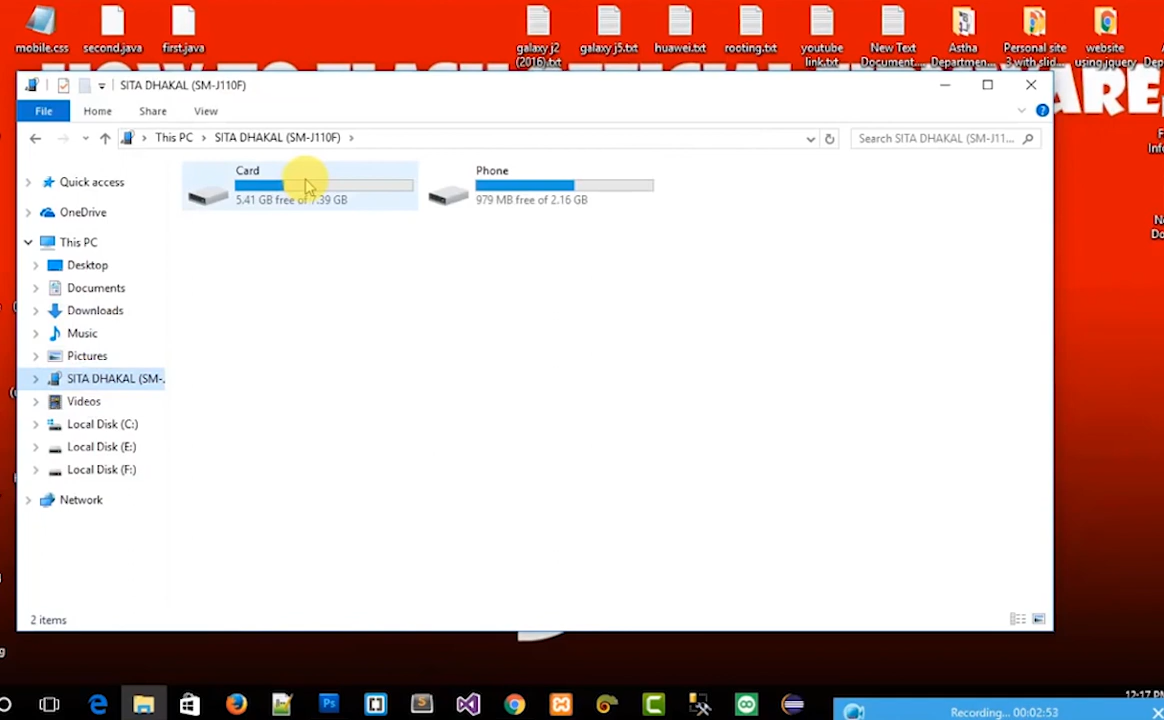 mobile.css
second.java
first.java
galaxy j2
(2016).txt
galaxy j5.txt
huawei.txt
rooting.txt
youtube
link.txt
New Text
Document....
Astha
Departmen...
Personal site
3 with slid...
website
using jquery
SITA DHAKAL (SM-J110F)
File
Home
Share
View
This PC
SITA DHAKAL (SM-J110F)
Search SITA DHAKAL (SM-J11...
Quick access
OneDrive
This PC
Desktop
Documents
Downloads
Music
Pictures
SITA DHAKAL (SM-.
Videos
Local Disk (C:)
Local Disk (E:)
Local Disk (F:)
Network
Card
5.41 GB free of 7.39 GB
Phone
979 MB free of 2.16 GB
2 items
12:17 PM
Recording... 00:02:53